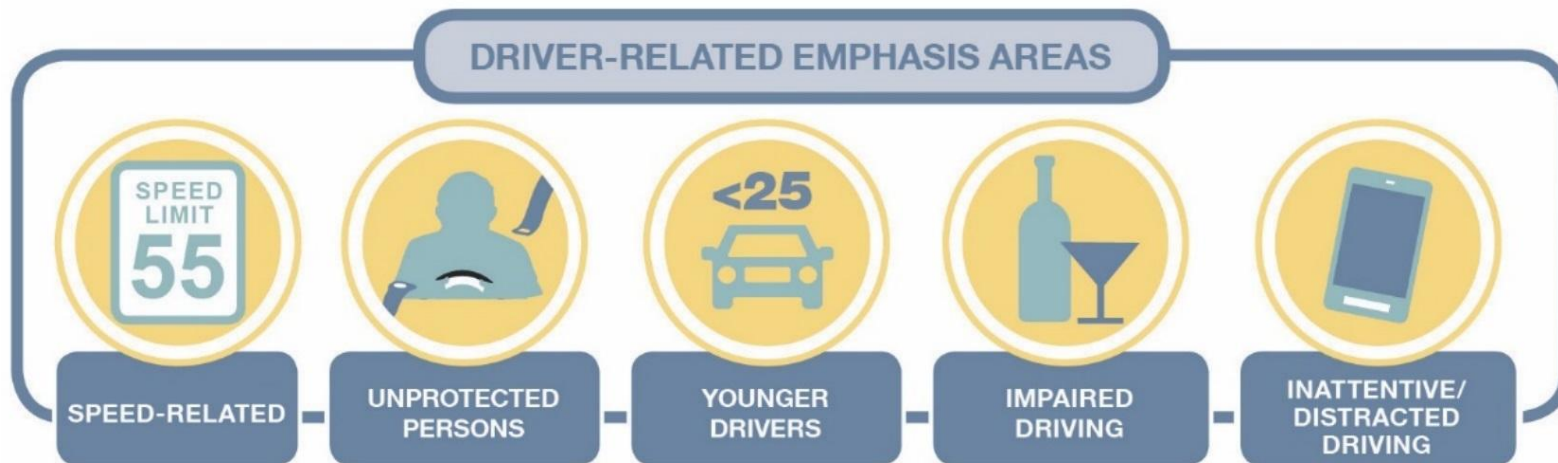 DRIVER-RELATED EMPHASIS AREAS
SPEED
LIMIT
55
<25
SPEED-RELATED
UNPROTECTED
PERSONS
YOUNGER
DRIVERS
IMPAIRED
DRIVING
INATTENTIVE/
DISTRACTED
DRIVING